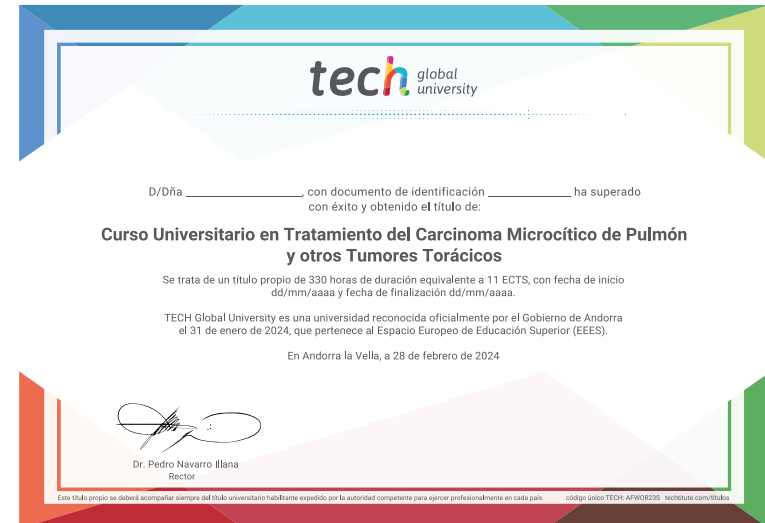 tech global university
D/Dña ____________________, con documento de identificación ______________ ha superado
con éxito y obtenido el título de:
Curso Universitario en Tratamiento del Carcinoma Microcítico de Pulmón
y otros Tumores Torácicos
Se trata de un título propio de 330 horas de duración equivalente a 11 ECTS, con fecha de inicio
dd/mm/aaaa y fecha de finalización dd/mm/aaaa.
TECH Global University es una universidad reconocida oficialmente por el Gobierno de Andorra
el 31 de enero de 2024, que pertenece al Espacio Europeo de Educación Superior (EEES).
En Andorra la Vella, a 28 de febrero de 2024
Dr. Pedro Navarro Illana
Rector
Este título propio se deberá acompañar siempre del título universitario habilitante expedido por la autoridad competente para ejercer profesionalmente en cada país. código único TECH: AFWOR23S techtitute.com/titulos